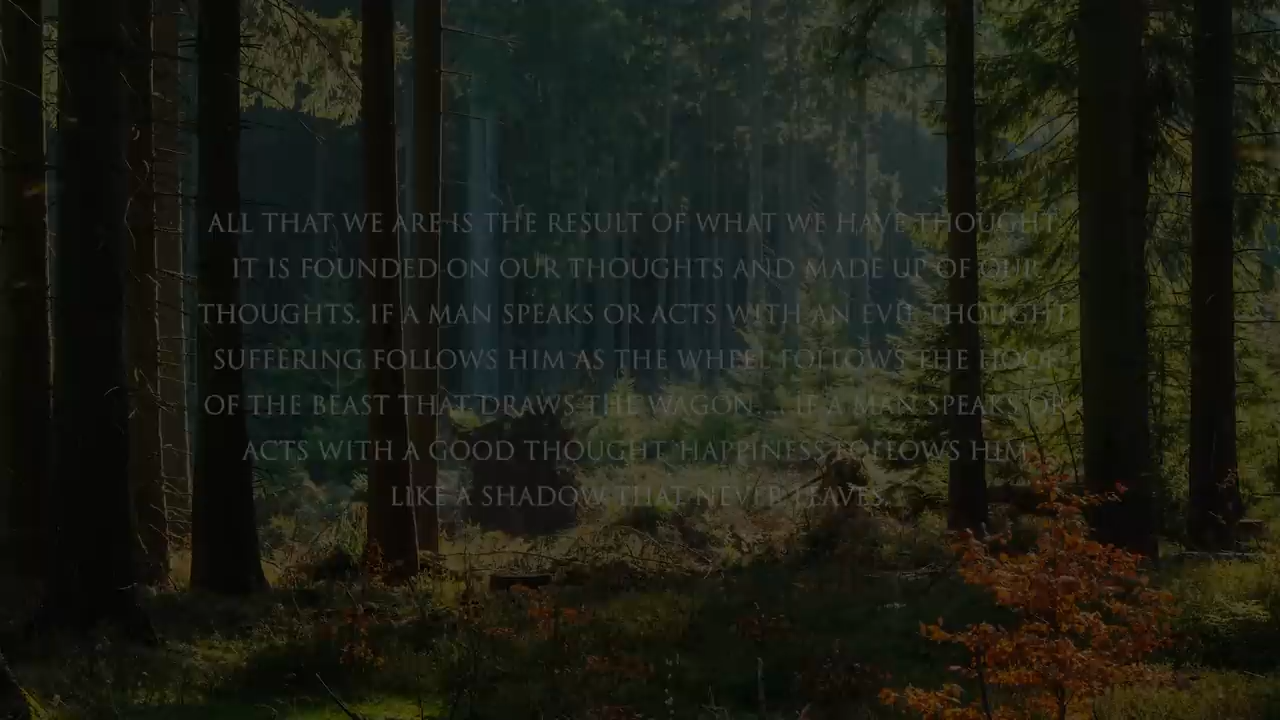 ALL THAT WE ARE IS THE RESULT OF WHAT WE HAVE THOUGHT
IT IS FOUNDED ON OUR THOUGHTS AND MADE UP OF OUR
THOUGHTS. IF A MAN SPEAKS OR ACTS WITH AN EVIL THOUGHT
SUFFERING FOLLOWS HIM AS THE WHEEL FOLLOWS THE HOOF
OF THE BEAST THAT DRAWS THE WAGON... IF A MAN SPEAKS OR
ACTS WITH A GOOD THOUGHT HAPPINESS FOLLOWS HIM
LIKE A SHADOW THAT NEVER LEAVES